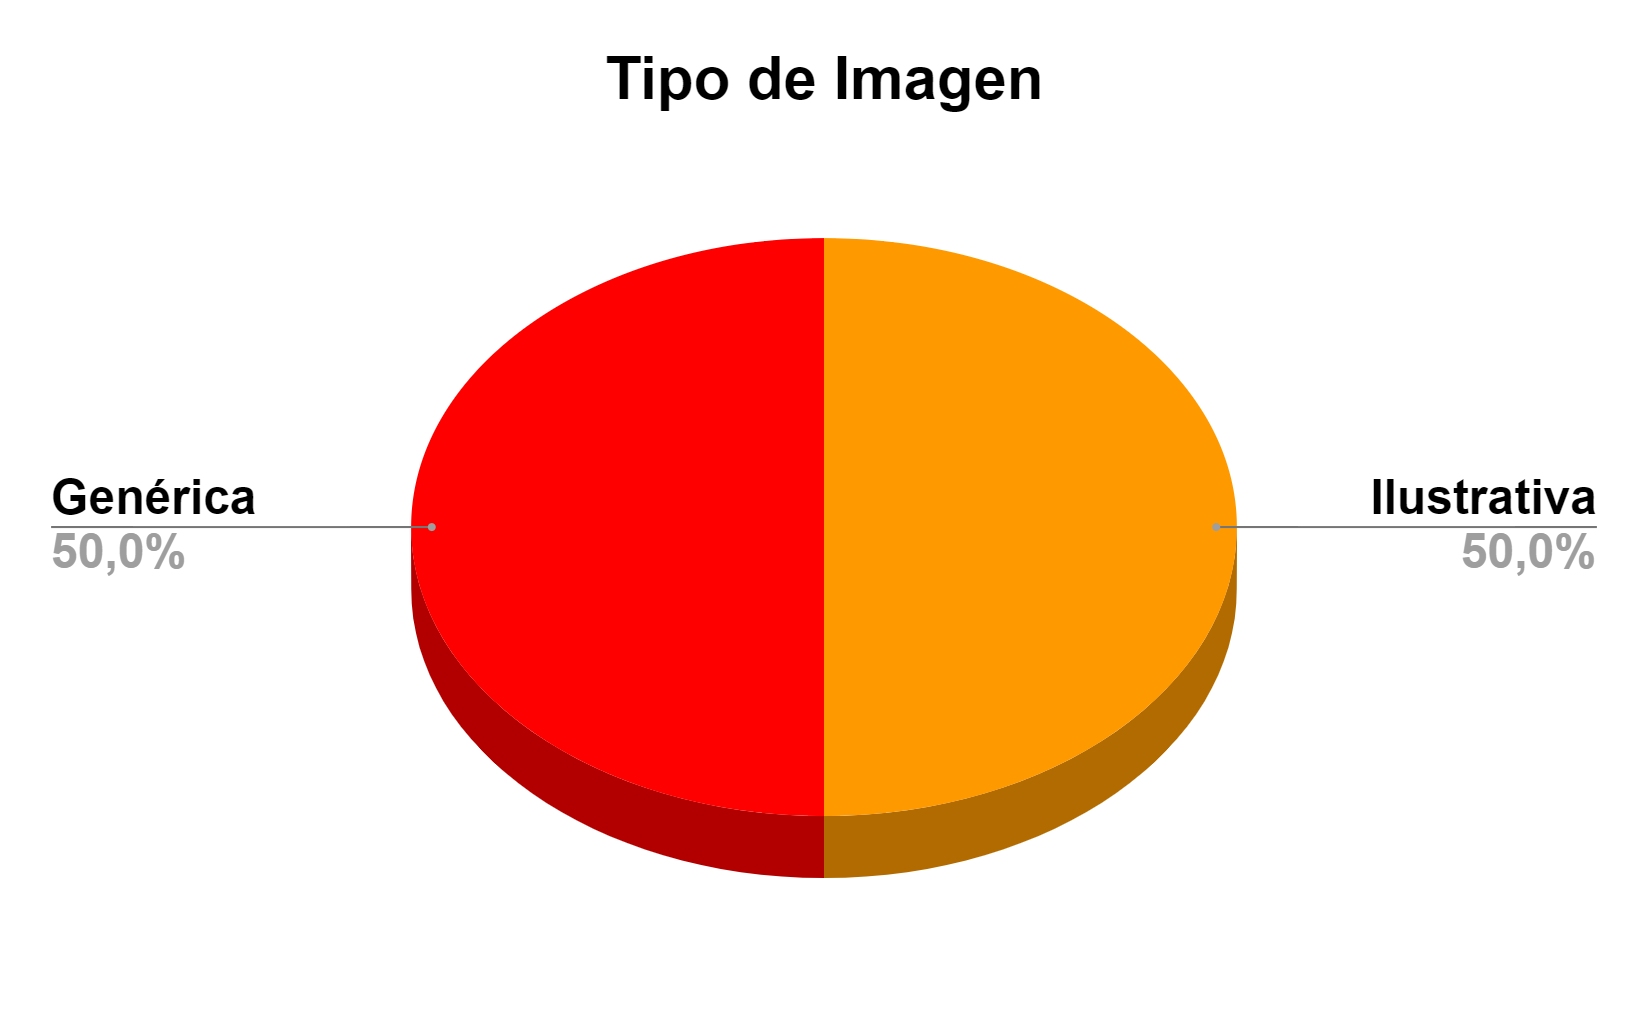 Tipo de Imagen
Genérica
50,0%
Ilustrativa
50,0%